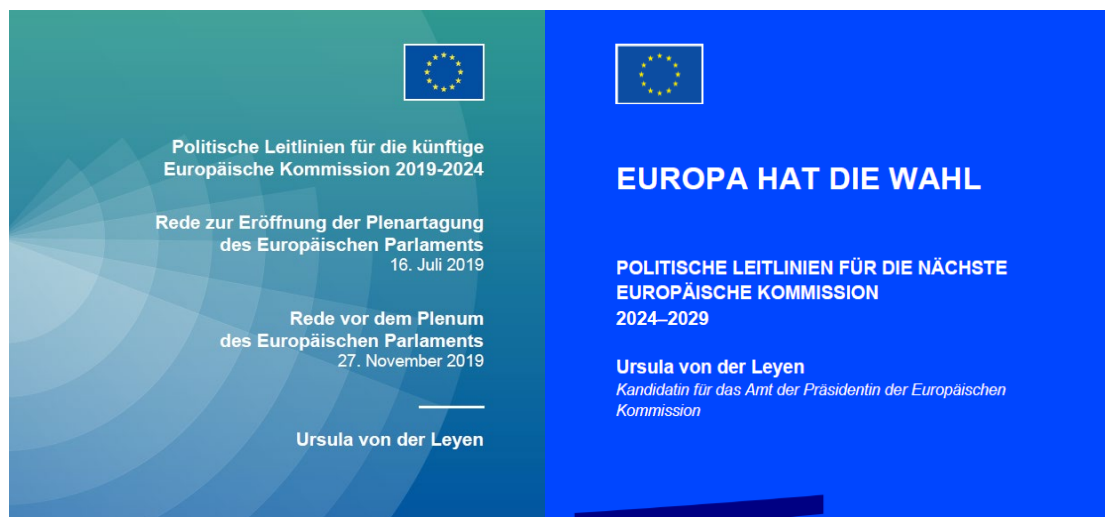 Politische Leitlinien für die künftige
Europäische Kommission 2019-2024
Rede zur Eröffnung der Plenartagung
des Europäischen Parlaments
16. Juli 2019
Rede vor dem Plenum
des Europäischen Parlaments
27. November 2019
Ursula von der Leyen
EUROPA HAT DIE WAHL
POLITISCHE LEITLINIEN FÜR DIE NÄCHSTE
EUROPÄISCHE KOMMISSION
2024–2029
Ursula von der Leyen
Kandidatin für das Amt der Präsidentin der Europäischen
Kommission